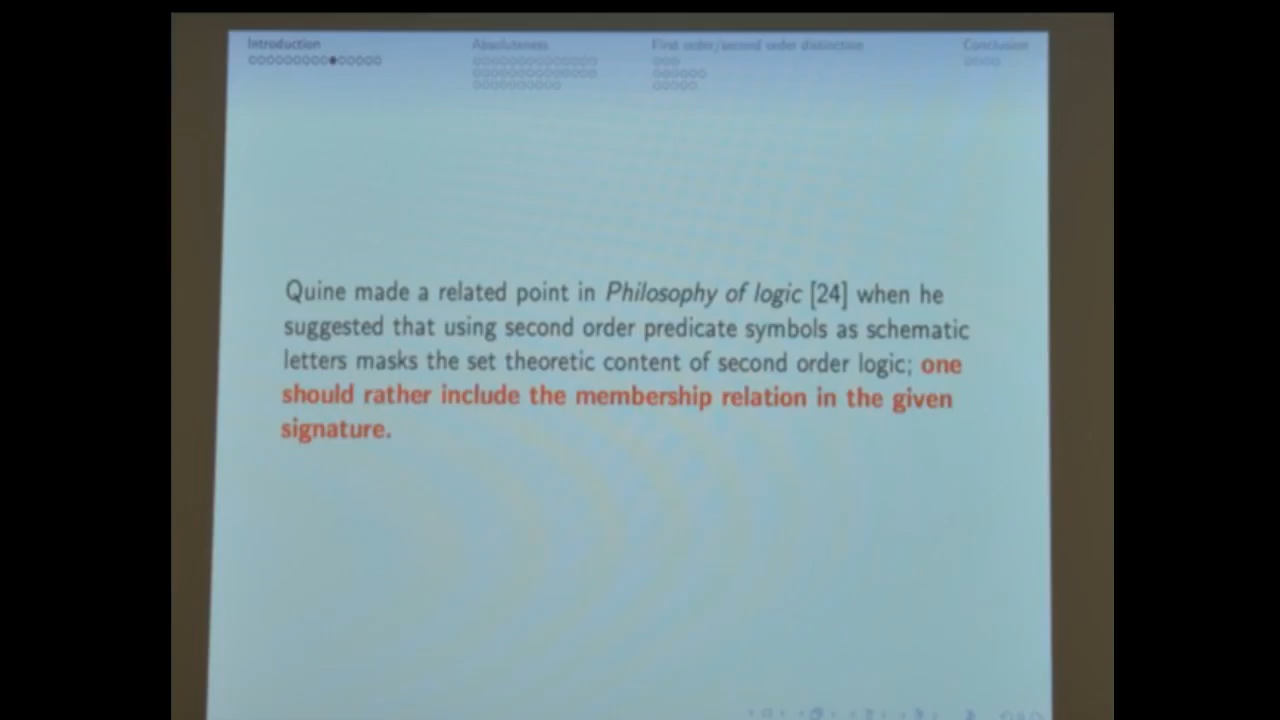 Introduction
Absoluteness
First order/second order distinction
Conclusion
Quine made a related point in Philosophy of logic [24] when he
suggested that using second order predicate symbols as schematic
letters masks the set theoretic content of second order logic; one
should rather include the membership relation in the given
signature.